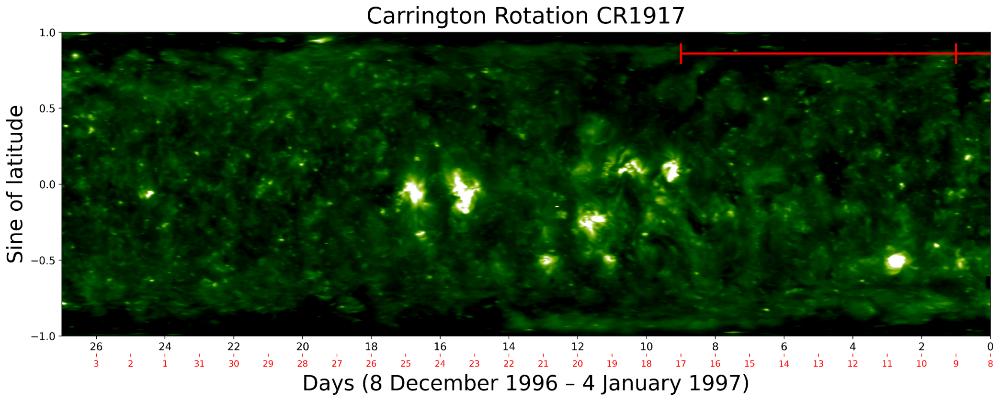 Carrington Rotation CR1917
1.0
0.5
0.0
−0.5
−1.0
Sine of latitude
26 24 22 20 18 16 14 12 10 8 6 4 2 0
3 2 1 31 30 29 28 27 26 25 24 23 22 21 20 19 18 17 16 15 14 13 12 11 10 9 8
Days (8 December 1996 – 4 January 1997)